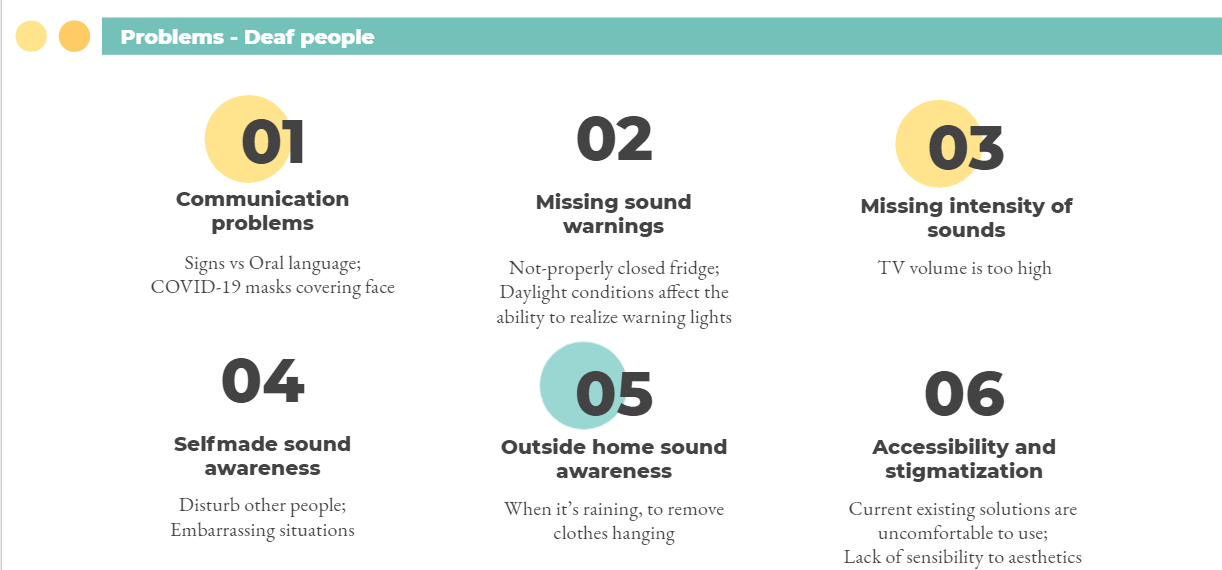 Problems - Deaf people
01
Communication
problems
Signs vs Oral language;
COVID-19 masks covering face
02
Missing sound
warnings
Not-properly closed fridge;
Daylight conditions affect the
ability to realize warning lights
03
Missing intensity of
sounds
TV volume is too high
04
Selfmade sound
awareness
Disturb other people;
Embarrassing situations
05
Outside home sound
awareness
When it’s raining, to remove
clothes hanging
06
Accessibility and
stigmatization
Current existing solutions are
uncomfortable to use;
Lack of sensibility to aesthetics